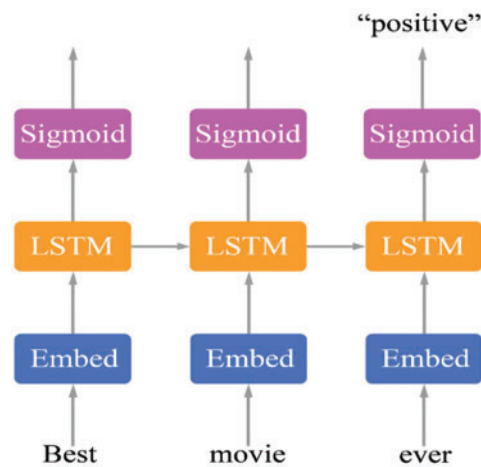 “positive”
Sigmoid Sigmoid Sigmoid
LSTM LSTM LSTM
Embed Embed Embed
Best movie ever